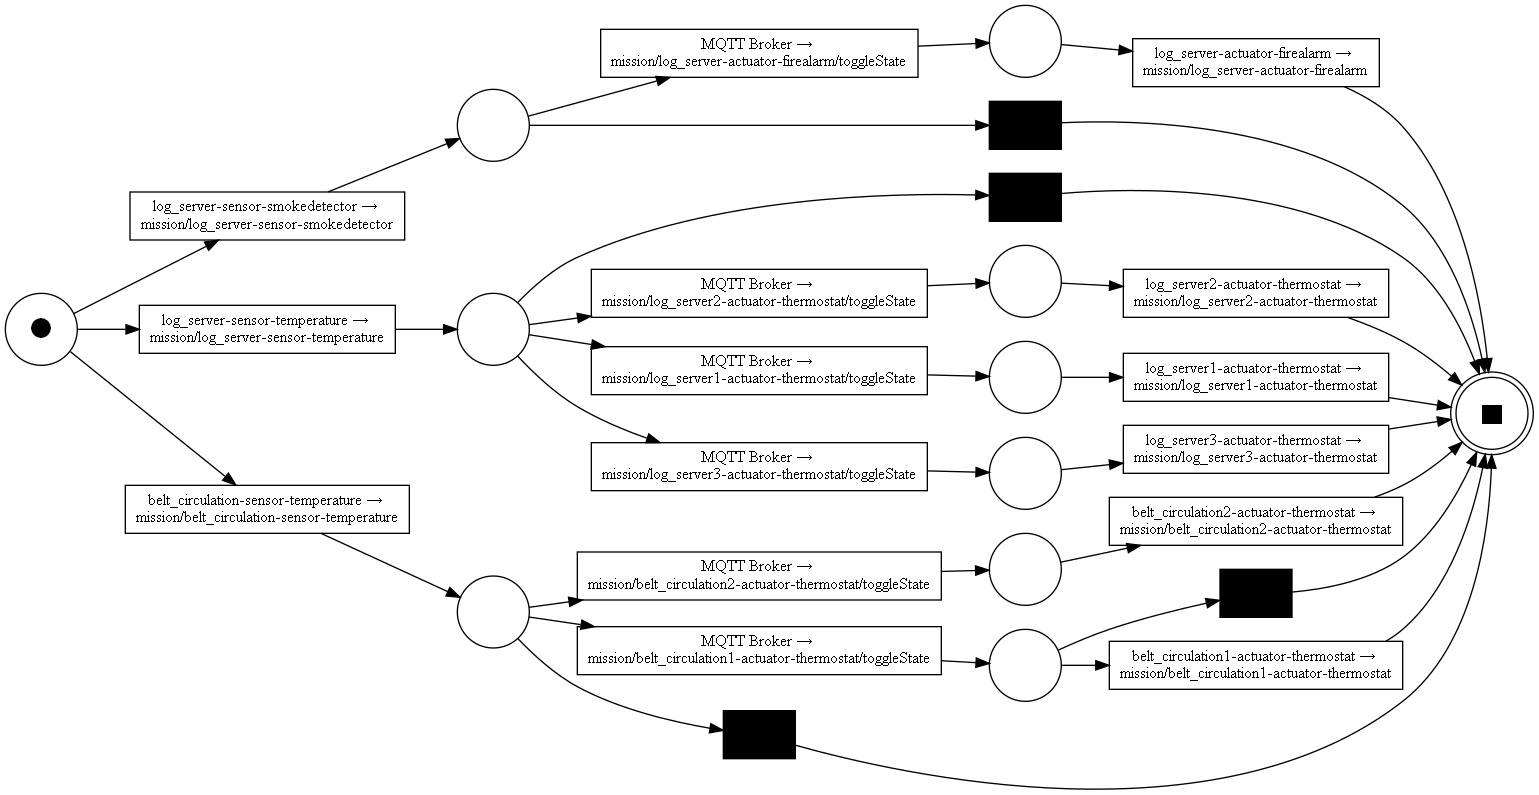 MQTT Broker →
mission/log_server-actuator-firealarm/toggleState
log_server-actuator-firealarm →
mission/log_server-actuator-firealarm
log_server-sensor-smokedetector →
mission/log_server-sensor-smokedetector
MQTT Broker →
mission/log_server2-actuator-thermostat/toggleState
log_server2-actuator-thermostat →
mission/log_server2-actuator-thermostat
log_server-sensor-temperature →
mission/log_server-sensor-temperature
MQTT Broker →
mission/log_server1-actuator-thermostat/toggleState
log_server1-actuator-thermostat →
mission/log_server1-actuator-thermostat
MQTT Broker →
mission/log_server3-actuator-thermostat/toggleState
log_server3-actuator-thermostat →
mission/log_server3-actuator-thermostat
belt_circulation-sensor-temperature →
mission/belt_circulation-sensor-temperature
belt_circulation2-actuator-thermostat →
mission/belt_circulation2-actuator-thermostat
MQTT Broker →
mission/belt_circulation2-actuator-thermostat/toggleState
MQTT Broker →
mission/belt_circulation1-actuator-thermostat/toggleState
belt_circulation1-actuator-thermostat →
mission/belt_circulation1-actuator-thermostat